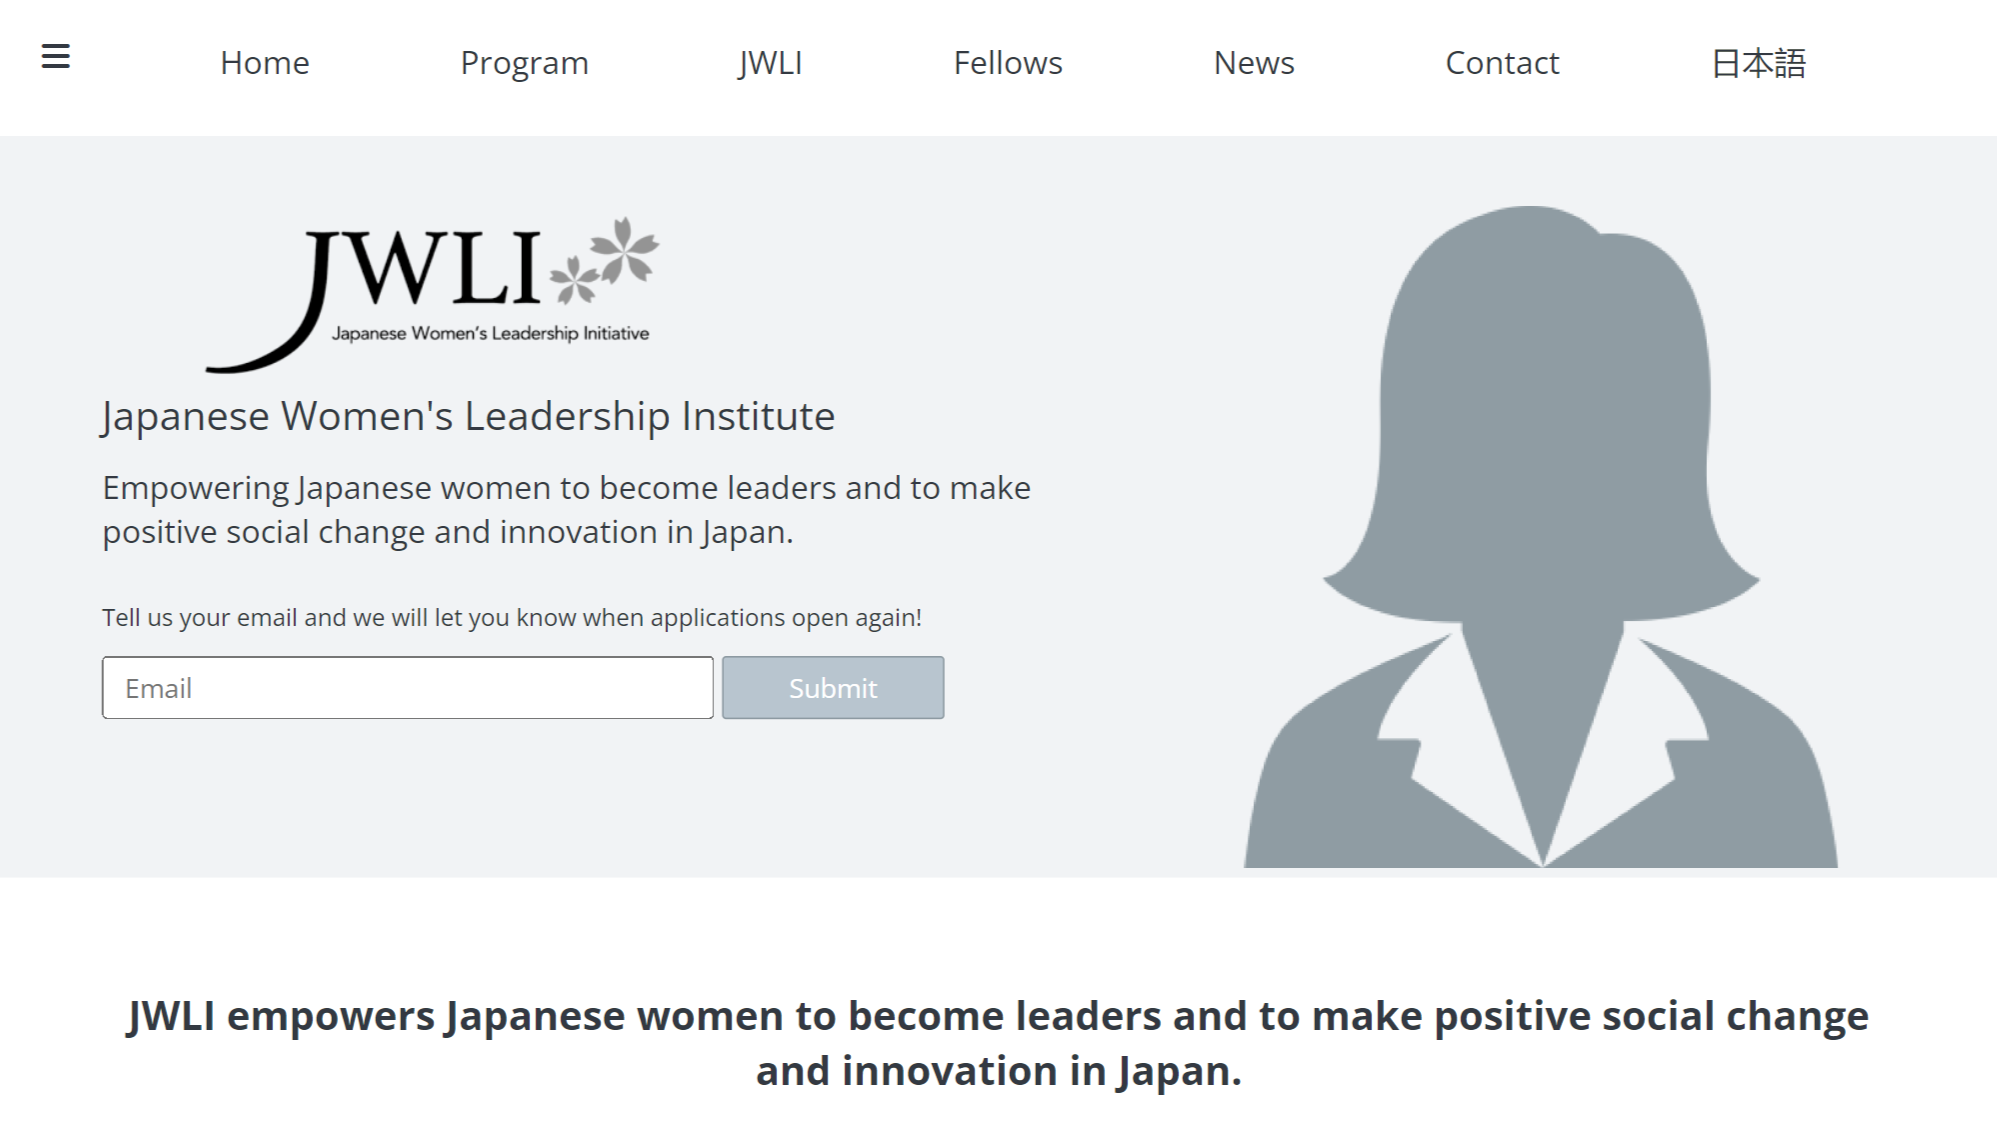 Home
Program
JWLI
Fellows
News
Contact
日本語
JWLI
Japanese Women's Leadership Initiative
Japanese Women's Leadership Institute
Empowering Japanese women to become leaders and to make
positive social change and innovation in Japan.
Tell us your email and we will let you know when applications open again!
Email
Submit
JWLI empowers Japanese women to become leaders and to make positive social change
and innovation in Japan.